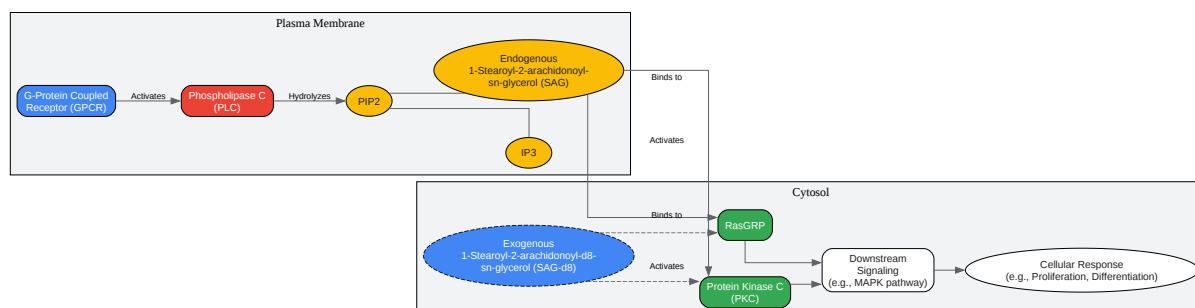 Plasma Membrane
G-Protein Coupled
Receptor (GPCR)
Activates
Phospholipase C
(PLC)
Hydrolyzes
PIP2
Endogenous
1-Stearoyl-2-arachidonoyl-
sn-glycerol (SAG)
IP3
Binds to
Activates
Cytosol
Exogenous
1-Stearoyl-2-arachidonoyl-d8-
sn-glycerol (SAG-d8)
Binds to
Activates
RasGRP
Protein Kinase C
(PKC)
Downstream
Signaling
(e.g., MAPK pathway)
Cellular Response
(e.g., Proliferation, Differentiation)